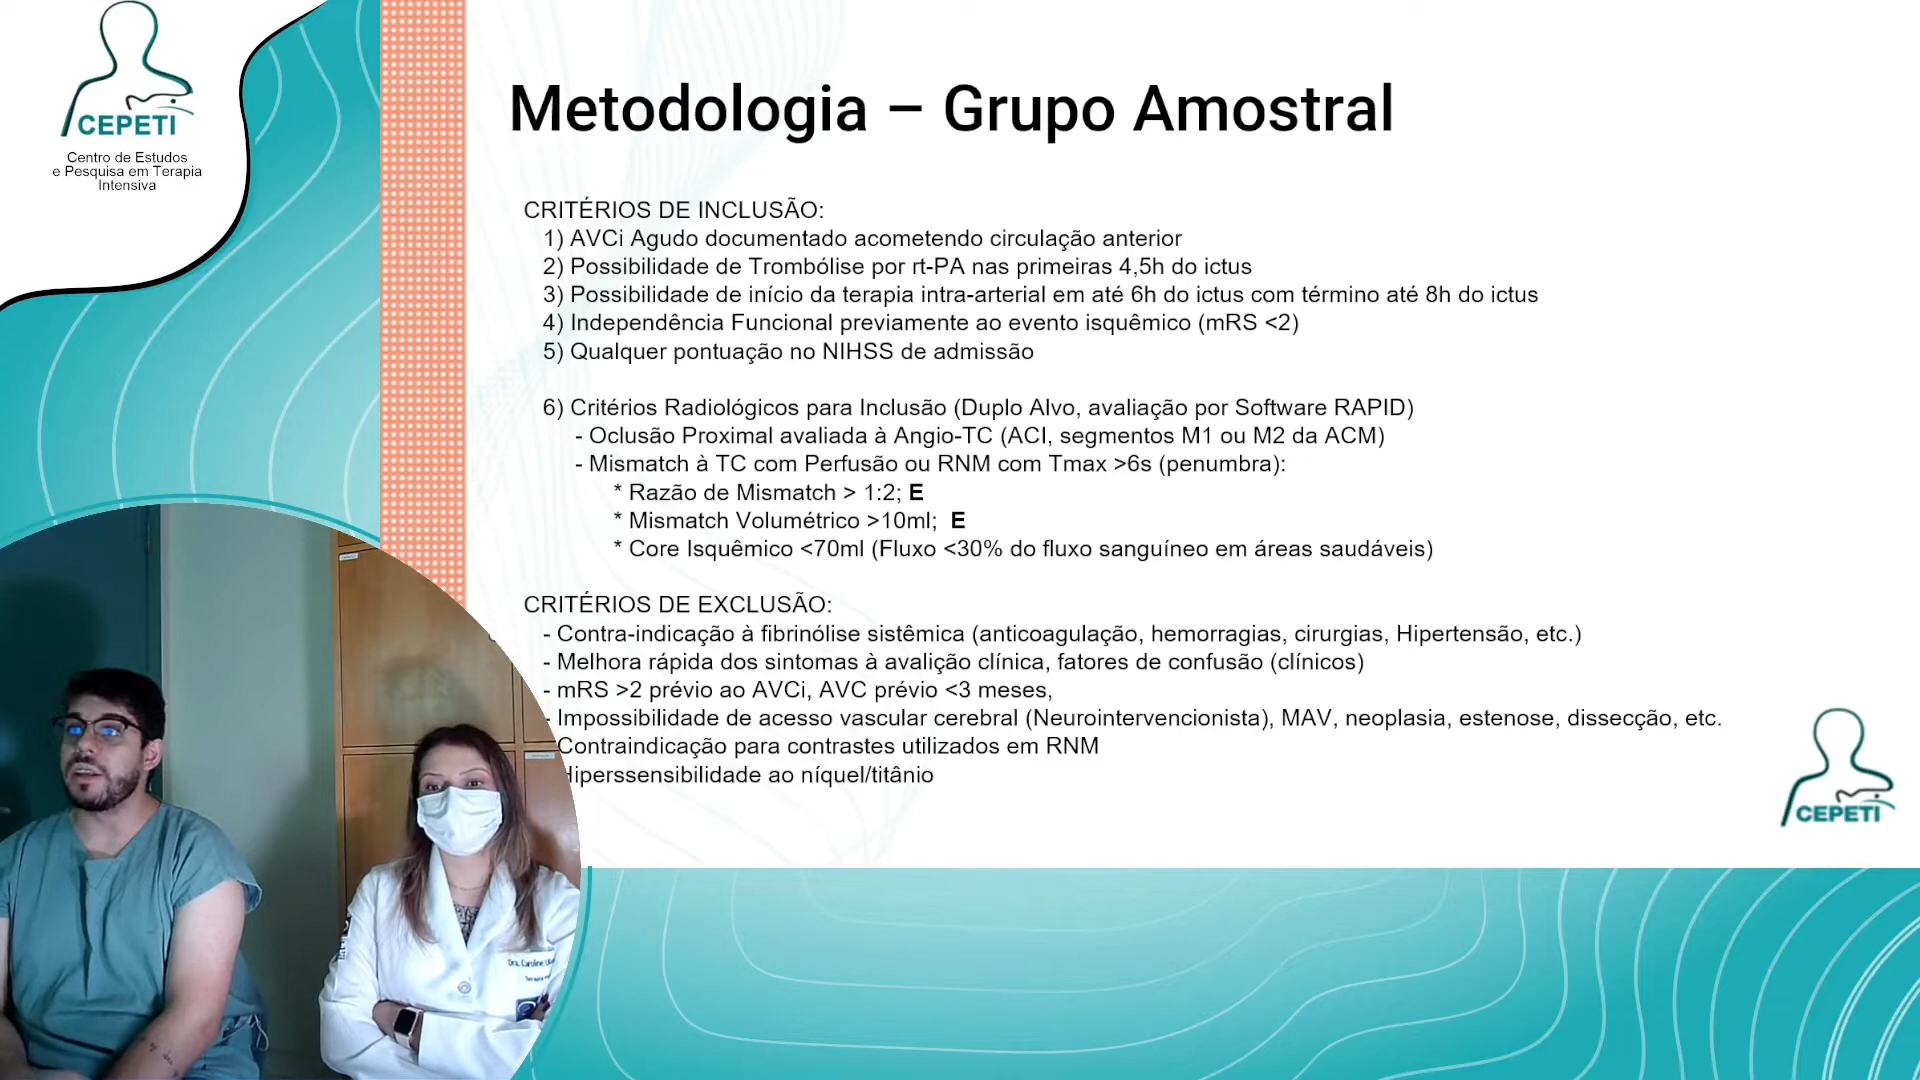 CEPETI
Centro de Estudos
e Pesquisa em Terapia
Intensiva
Metodologia – Grupo Amostral
CRITÉRIOS DE INCLUSÃO:
1) AVCi Agudo documentado acometendo circulação anterior
2) Possibilidade de Trombólise por rt-PA nas primeiras 4,5h do ictus
3) Possibilidade de início da terapia intra-arterial em até 6h do ictus com término até 8h do ictus
4) Independência Funcional previamente ao evento isquêmico (mRS <2)
5) Qualquer pontuação no NIHSS de admissão
6) Critérios Radiológicos para Inclusão (Duplo Alvo, avaliação por Software RAPID)
- Oclusão Proximal avaliada à Angio-TC (ACI, segmentos M1 ou M2 da ACM)
- Mismatch à TC com Perfusão ou RNM com Tmax >6s (penumbra):
* Razão de Mismatch > 1:2; E
* Mismatch Volumétrico >10ml; E
* Core Isquêmico <70ml (Fluxo <30% do fluxo sanguíneo em áreas saudáveis)
CRITÉRIOS DE EXCLUSÃO:
- Contra-indicação à fibrinólise sistêmica (anticoagulação, hemorragias, cirurgias, Hipertensão, etc.)
- Melhora rápida dos sintomas à avalição clínica, fatores de confusão (clínicos)
- mRS >2 prévio ao AVCi, AVC prévio <3 meses,
- Impossibilidade de acesso vascular cerebral (Neurointervencionista), MAV, neoplasia, estenose, dissecção, etc.
Contraindicação para contrastes utilizados em RNM
Hiperssensibilidade ao níquel/titânio
CEPETI
Dra. Caroline